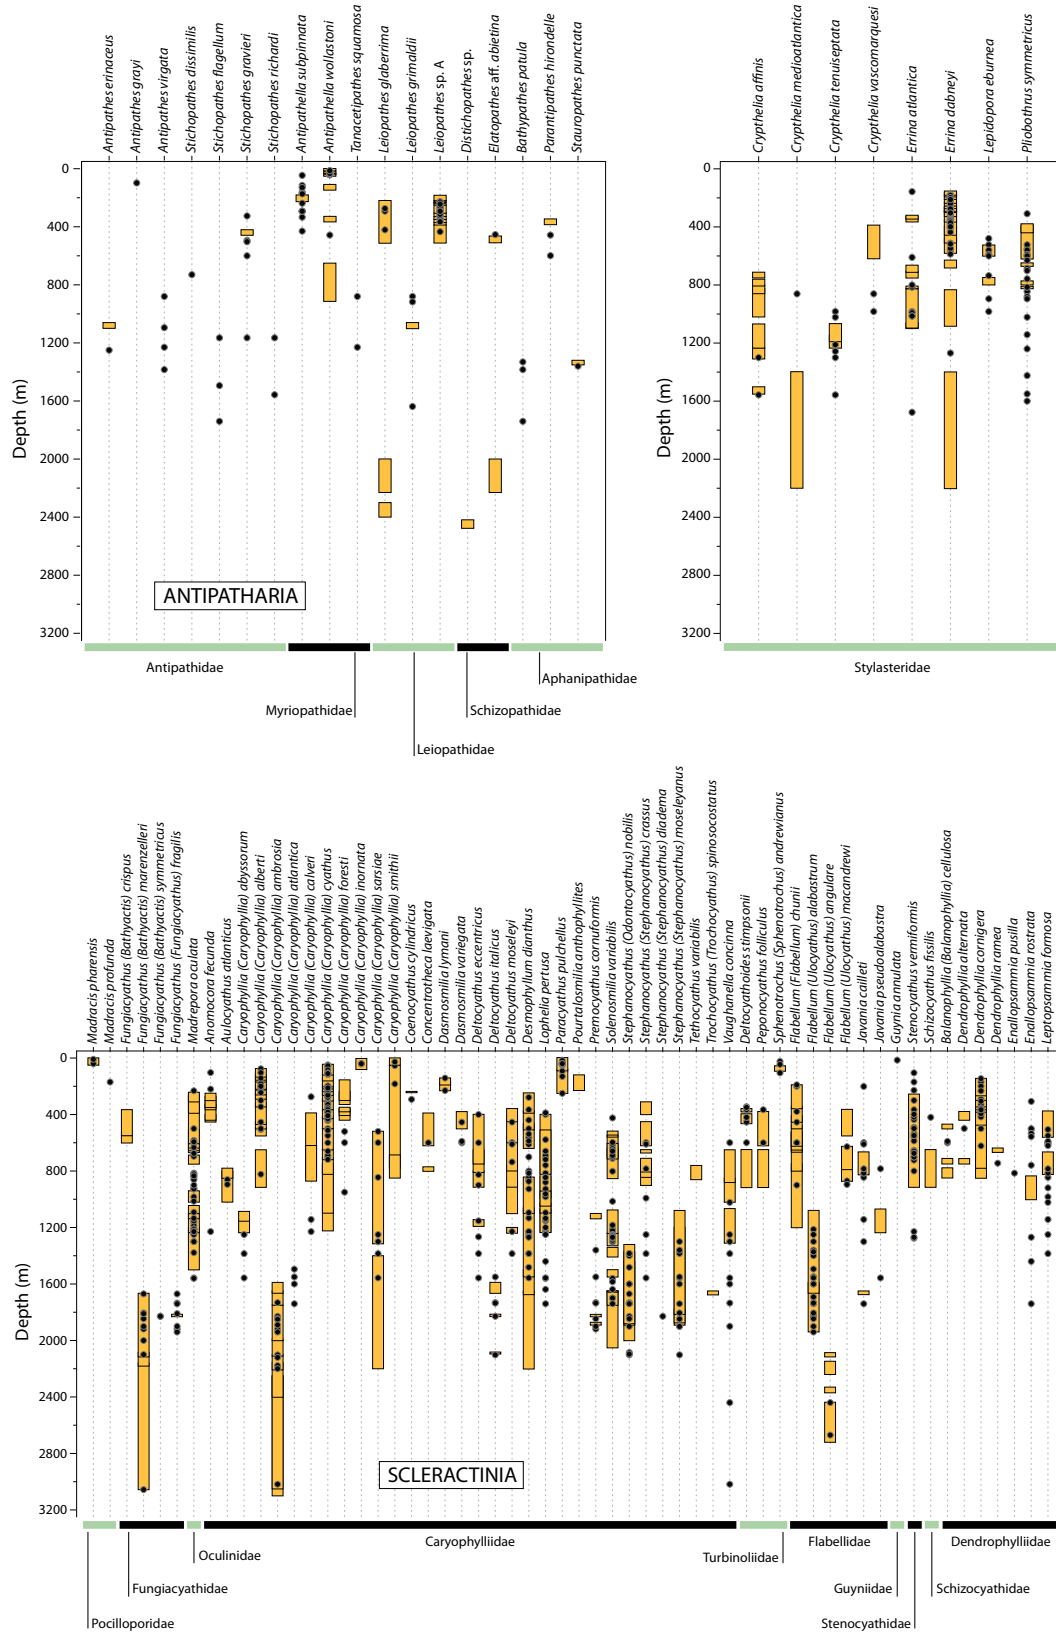 Antipathes erinaceus
Antipathes grayi
Antipathes virgata
Stichopathes dissimilis
Stichopathes flagellum
Stichopathes gravieri
Stichopathes richardi
Antipathella subpinnata
Antipathella wollastoni
Tanacetipathes squamosa
Leiopathes glaberrima
Leiopathes grimaldii
Leiopathes sp. A
Distichopathes sp.
Elatopathes aff. abietina
Bathypathes patula
Parantipathes hirondelle
Stauropathes punctata
Depth (m)
0
400
800
1200
1600
2000
2400
2800
3200
ANTIPATHARIA
Antipathidae
Myriopathidae
Leiopathidae
Schizopathidae
Aphanipathidae
Crypthelia affinis
Crypthelia medioatlantica
Crypthelia tenuiseptata
Crypthelia vascomarquesi
Errina atlantica
Errina dabneyi
Lepidopora eburnea
Pliobothrus symmetricus
Depth (m)
0
400
800
1200
1600
2000
2400
2800
3200
Stylasteridae
Madracis pharensis
Madracis profunda
Fungiacyathus (Bathyactis) crispus
Fungiacyathus (Bathyactis) marenzelleri
Fungiacyathus (Bathyactis) symmetricus
Fungiacyathus (Fungiacyathus) fragilis
Madrepora oculata
Anomocora fecunda
Aulocyathus atlanticus
Caryophyllia (Caryophyllia) abyssorum
Caryophyllia (Caryophyllia) alberti
Caryophyllia (Caryophyllia) ambrosia
Caryophyllia (Caryophyllia) atlantica
Caryophyllia (Caryophyllia) calveri
Caryophyllia (Caryophyllia) cyathus
Caryophyllia (Caryophyllia) foresti
Caryophyllia (Caryophyllia) inornata
Caryophyllia (Caryophyllia) sarsiae
Caryophyllia (Caryophyllia) smithii
Coenocyathus cylindricus
Concentrotheca laevigata
Dasmosmilia lymani
Dasmosmilia variegata
Deltocyathus eccentricus
Deltocyathus italicus
Deltocyathus moseleyi
Desmophyllum dianthus
Lophelia pertusa
Paracyathus pulchellus
Pourtalosmilia anthophyllites
Premocyathus cornuformis
Solenosmilia variabilis
Stephanocyathus (Odontocyathus) nobilis
Stephanocyathus (Stephanocyathus) crassus
Stephanocyathus (Stephanocyathus) diadema
Stephanocyathus (Stephanocyathus) moseleyanus
Tethocyathus variabilis
Trochocyathus (Trochocyathus) spinosocostatus
Vaughanella concinna
Deltocyathoides stimpsonii
Peponocyathus folliculus
Sphenotrochus (Sphenotrochus) andrewianus
Flabellum (Flabellum) chunii
Flabellum (Ulocyathus) alabastrum
Flabellum (Ulocyathus) angulare
Flabellum (Ulocyathus) macandrewi
Javania cailleti
Javania pseudoalabastra
Guynia annulata
Stenocyathus vermiformis
Schizocyathus fissilis
Balanophyllia (Balanophyllia) cellulosa
Dendrophyllia alternata
Dendrophyllia cornigera
Dendrophyllia ramea
Enallopsammia pusilla
Enallopsammia rostrata
Leptopsammia formosa
Depth (m)
0
400
800
1200
1600
2000
2400
2800
3200
SCLERACTINIA
Pocilloporidae
Fungiacyathidae
Oculinidae
Caryophylliidae
Turbinoliidae
Flabellidae
Guyniidae
Stenocyathidae
Schizocyathidae
Dendrophylliidae